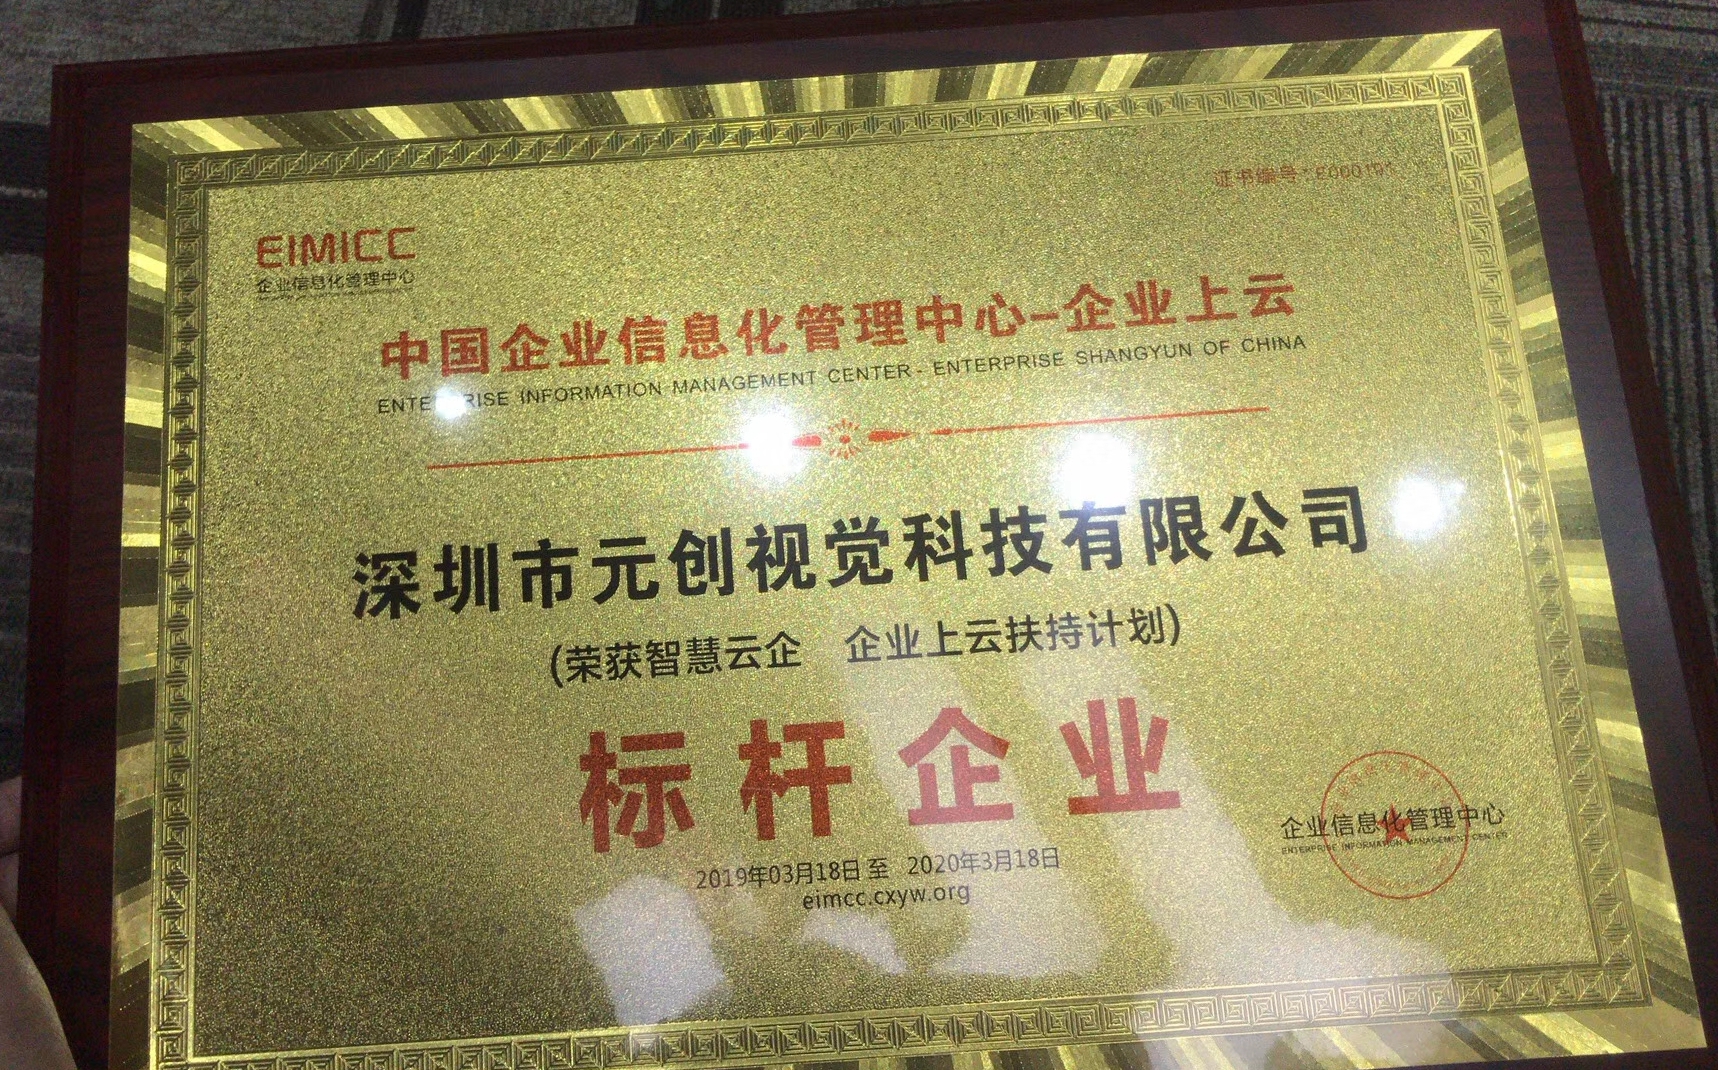 证书编号：E000191
EIMICC
企业信息化管理中心
中国企业信息化管理中心-企业上云
ENTERPRISE INFORMATION MANAGEMENT CENTER - ENTERPRISE SHANGYUN OF CHINA
深圳市元创视觉科技有限公司
(荣获智慧云企 企业上云扶持计划)
标杆企业
2019年03月18日 至 2020年3月18日
eimcc.cxyw.org
企业信息化管理中心
ENTERPRISE INFORMATION MANAGEMENT CENTER